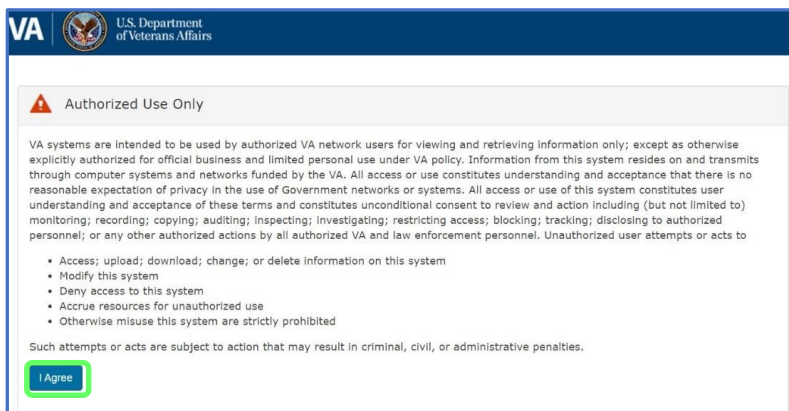 VA
U.S. Department
of Veterans Affairs
Authorized Use Only
VA systems are intended to be used by authorized VA network users for viewing and retrieving information only; except as otherwise
explicitly authorized for official business and limited personal use under VA policy. Information from this system resides on and transmits
through computer systems and networks funded by the VA. All access or use constitutes understanding and acceptance that there is no
reasonable expectation of privacy in the use of Government networks or systems. All access or use of this system constitutes user
understanding and acceptance of these terms and constitutes unconditional consent to review and action including (but not limited to)
monitoring; recording; copying; auditing; inspecting; investigating; restricting access; blocking; tracking; disclosing to authorized
personnel; or any other authorized actions by all authorized VA and law enforcement personnel. Unauthorized user attempts or acts to
• Access; upload; download; change; or delete information on this system
• Modify this system
• Deny access to this system
• Accrue resources for unauthorized use
• Otherwise misuse this system are strictly prohibited
Such attempts or acts are subject to action that may result in criminal, civil, or administrative penalties.
I Agree